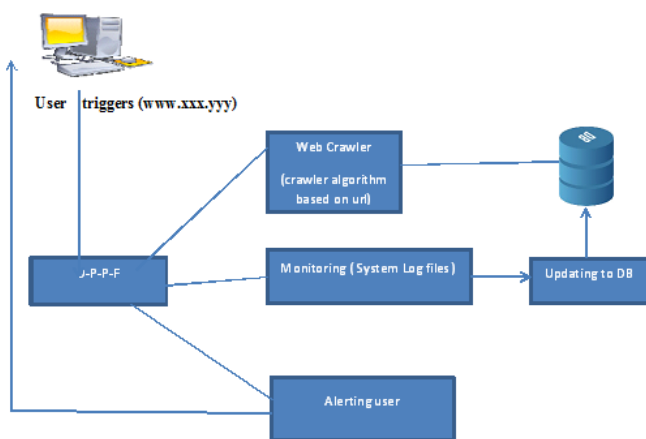 User triggers (www.xxx.yyy)
Web Crawler
(crawler algorithm
based on url)
J-P-P-F
Monitoring ( System Log files )
Updating to DB
Alerting user